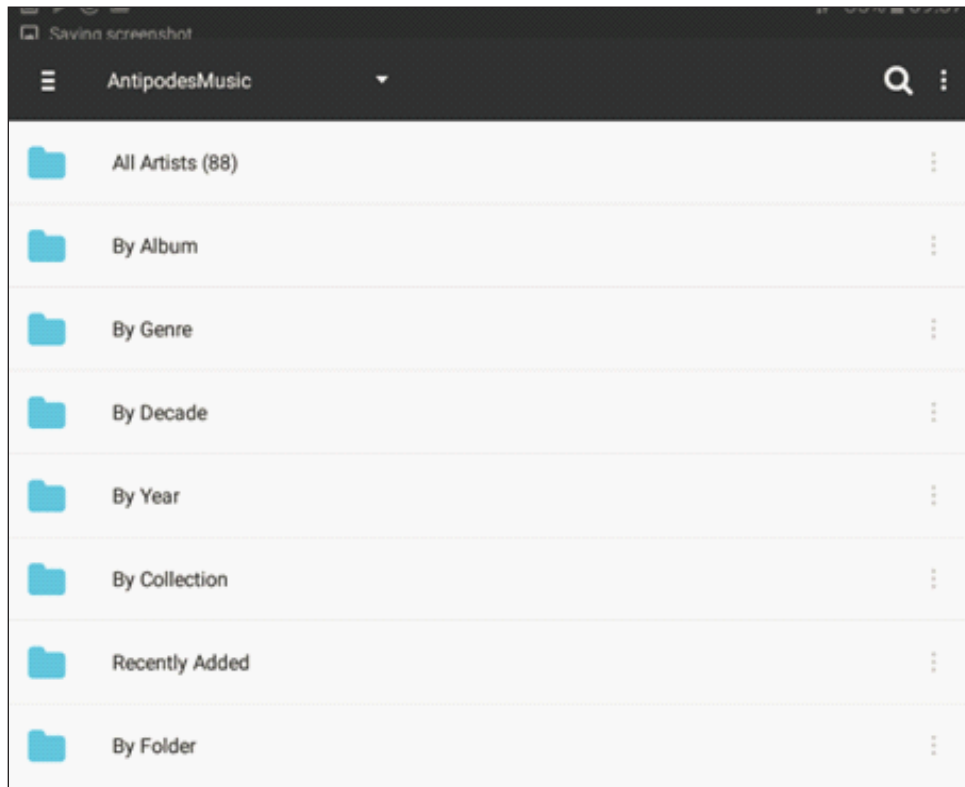 Saving screenshot
AntipodesMusic
All Artists (88)
By Album
By Genre
By Decade
By Year
By Collection
Recently Added
By Folder